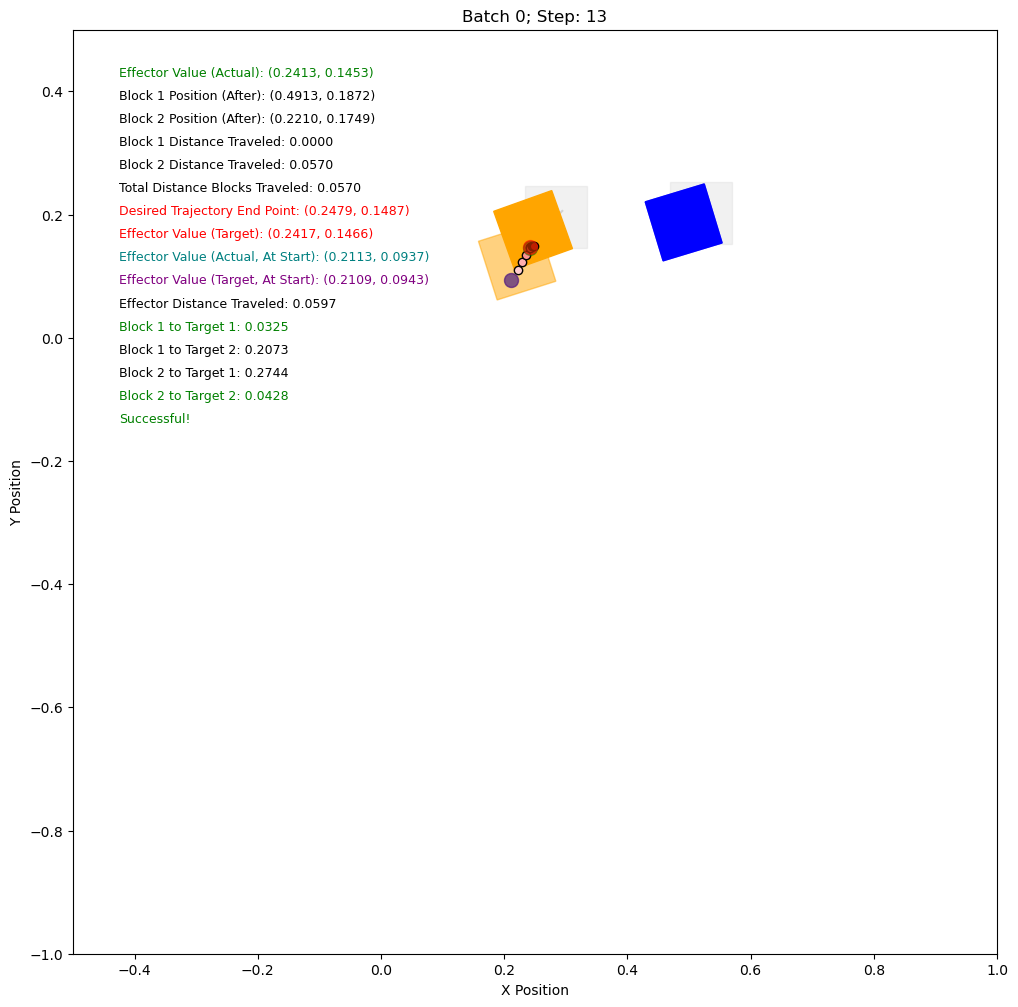 Batch 0; Step: 13
Effector Value (Actual): (0.2413, 0.1453)
Block 1 Position (After): (0.4913, 0.1872)
Block 2 Position (After): (0.2210, 0.1749)
Block 1 Distance Traveled: 0.0000
Block 2 Distance Traveled: 0.0570
Total Distance Blocks Traveled: 0.0570
Desired Trajectory End Point: (0.2479, 0.1487)
Effector Value (Target): (0.2417, 0.1466)
Effector Value (Actual, At Start): (0.2113, 0.0937)
Effector Value (Target, At Start): (0.2109, 0.0943)
Effector Distance Traveled: 0.0597
Block 1 to Target 1: 0.0325
Block 1 to Target 2: 0.2073
Block 2 to Target 1: 0.2744
Block 2 to Target 2: 0.0428
Successful!
Y Position
0.4
0.2
0.0
−0.2
−0.4
−0.6
−0.8
−1.0
−0.4
−0.2
0.0
0.2
0.4
0.6
0.8
1.0
X Position